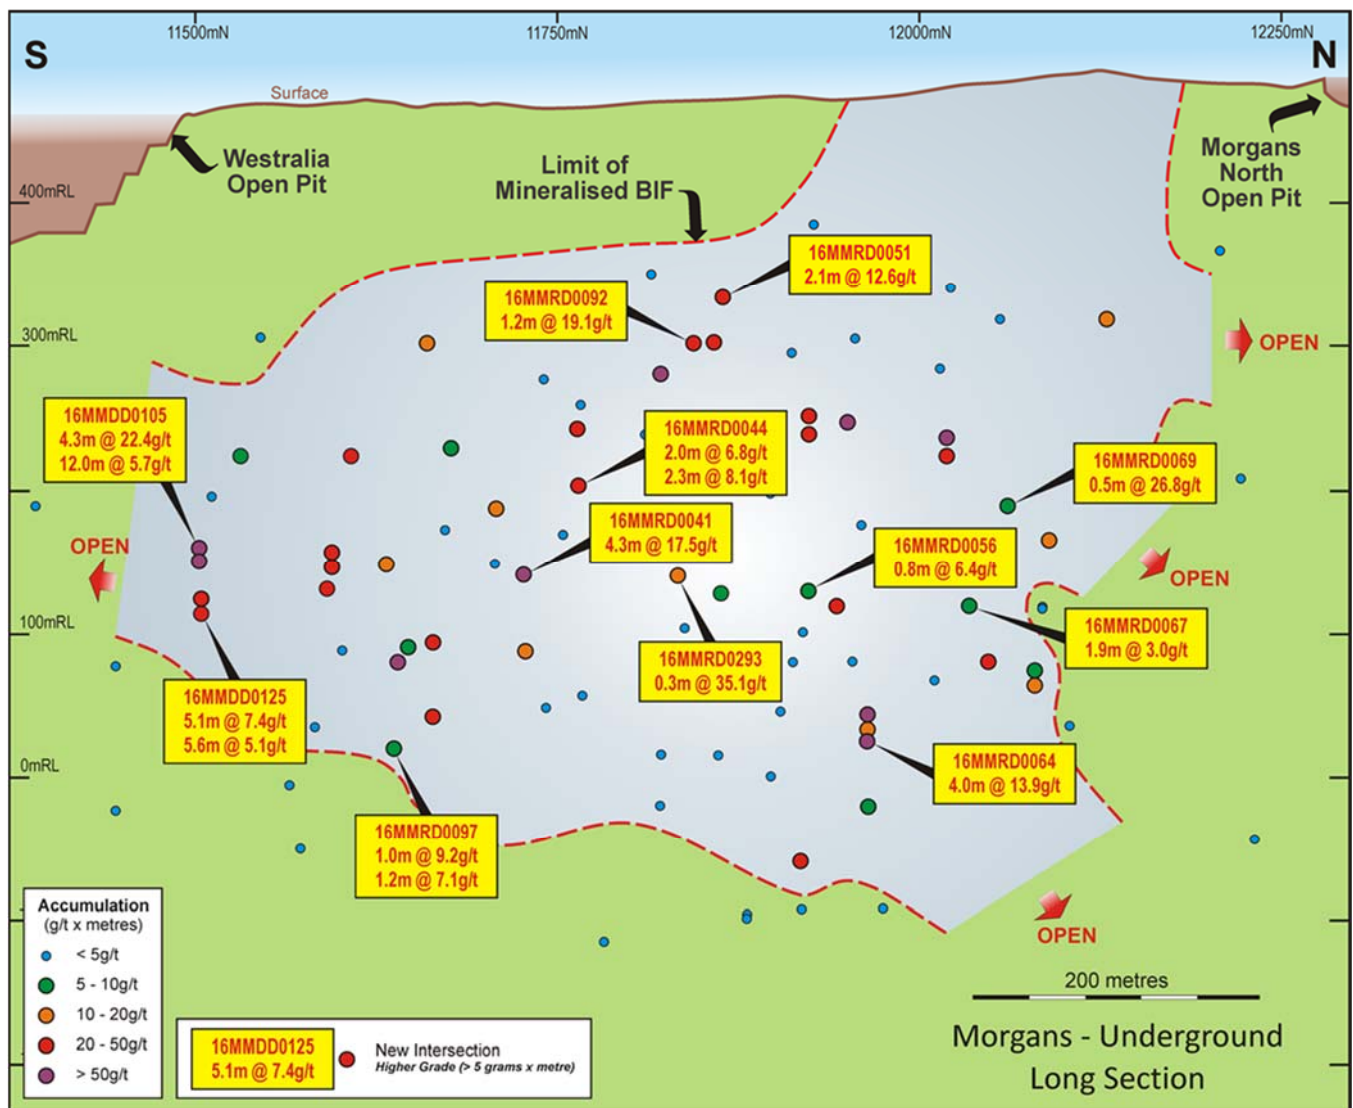 11500mN
11750mN
12000mN
12250mN
S
N
Surface
Westralia
Open Pit
Limit of
Mineralised BIF
Morgans
North
Open Pit
400mRL
300mRL
100mRL
0mRL
16MMRD0051
2.1m @ 12.6g/t
16MMRD0092
1.2m @ 19.1g/t
OPEN
16MMDD0105
4.3m @ 22.4g/t
12.0m @ 5.7g/t
16MMRD0044
2.0m @ 6.8g/t
2.3m @ 8.1g/t
16MMRD0069
0.5m @ 26.8g/t
16MMRD0041
4.3m @ 17.5g/t
16MMRD0056
0.8m @ 6.4g/t
OPEN
OPEN
16MMRD0067
1.9m @ 3.0g/t
16MMRD0293
0.3m @ 35.1g/t
16MMDD0125
5.1m @ 7.4g/t
5.6m @ 5.1g/t
16MMRD0064
4.0m @ 13.9g/t
16MMRD0097
1.0m @ 9.2g/t
1.2m @ 7.1g/t
OPEN
Accumulation
(g/t x metres)
< 5g/t
5 - 10g/t
10 - 20g/t
20 - 50g/t
> 50g/t
16MMDD0125
5.1m @ 7.4g/t
New Intersection
Higher Grade (> 5 grams x metre)
200 metres
Morgans - Underground
Long Section